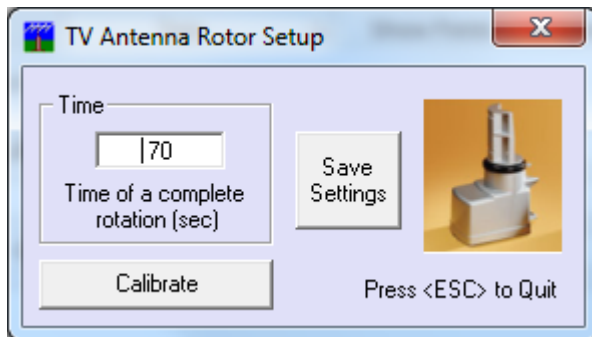 TV Antenna Rotor Setup
Time
70
Time of a complete
rotation (sec)
Save
Settings
Calibrate
Press <ESC> to Quit